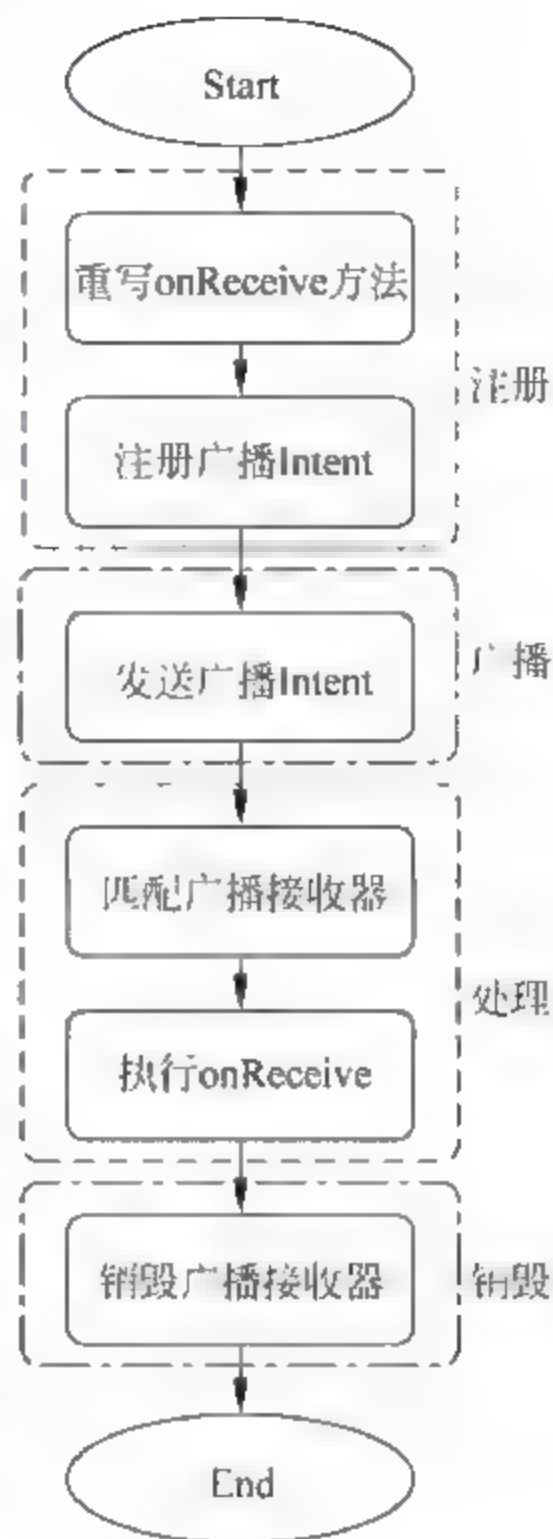 Start
重写onReceive方法
注册广播Intent
注册
发送广播Intent
广播
匹配广播接收器
执行onReceive
处理
销毁广播接收器
销毁
End